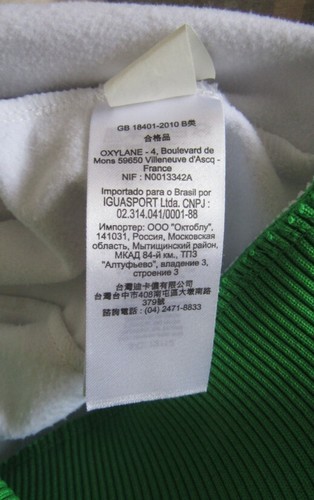 GB 18401-2010 B类
合格品
OXYLANE - 4, Boulevard de
Mons 59650 Villeneuve d'Ascq -
France
NIF : N0013342A
Importado para o Brasil por
IGUASPORT Ltda. CNPJ :
02.314.041/0001-88
Импортер: ООО "Октоблу",
141031, Россия, Московская
область, Мытищинский район,
МКАД 84-й км., ТПЗ
"Алтуфьево", владение 3,
строение 3
台灣迪卡儂有限公司
台灣台中市408南屯區大墩南路
379號
諮詢電話 : (04) 2471-8833